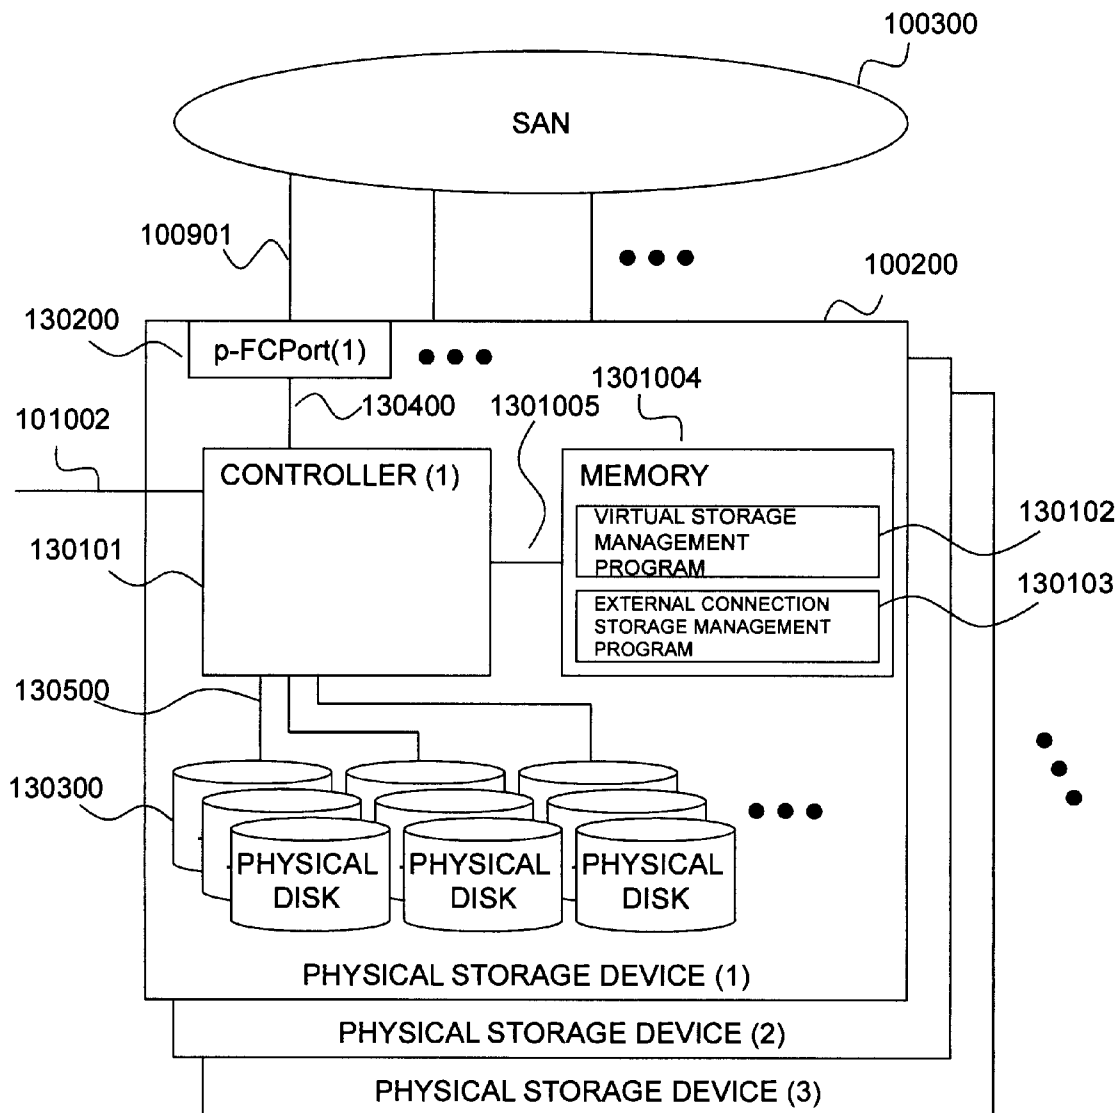 100300
SAN
100901
100200
130200
p-FCPort(1)
1301004
130400
1301005
101002
CONTROLLER (1)
MEMORY
VIRTUAL STORAGE
MANAGEMENT
PROGRAM
130102
130101
EXTERNAL CONNECTION
STORAGE MANAGEMENT
PROGRAM
130103
130500
130300
PHYSICAL
DISK
PHYSICAL
DISK
PHYSICAL
DISK
PHYSICAL STORAGE DEVICE (1)
PHYSICAL STORAGE DEVICE (2)
PHYSICAL STORAGE DEVICE (3)